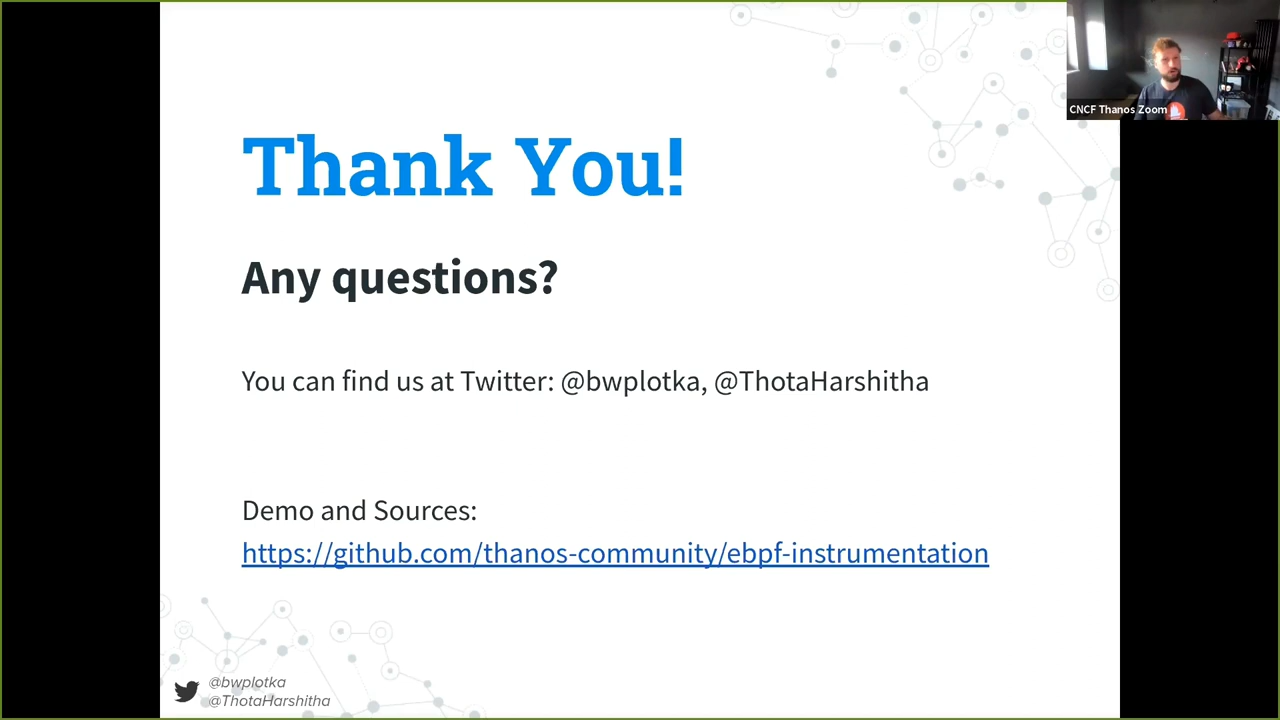 CNCF Thanos Zoom
Thank You!
Any questions?
You can find us at Twitter: @bwplotka, @ThotaHarshitha
Demo and Sources:
https://github.com/thanos-community/ebpf-instrumentation
@bwplotka
@ThotaHarshitha